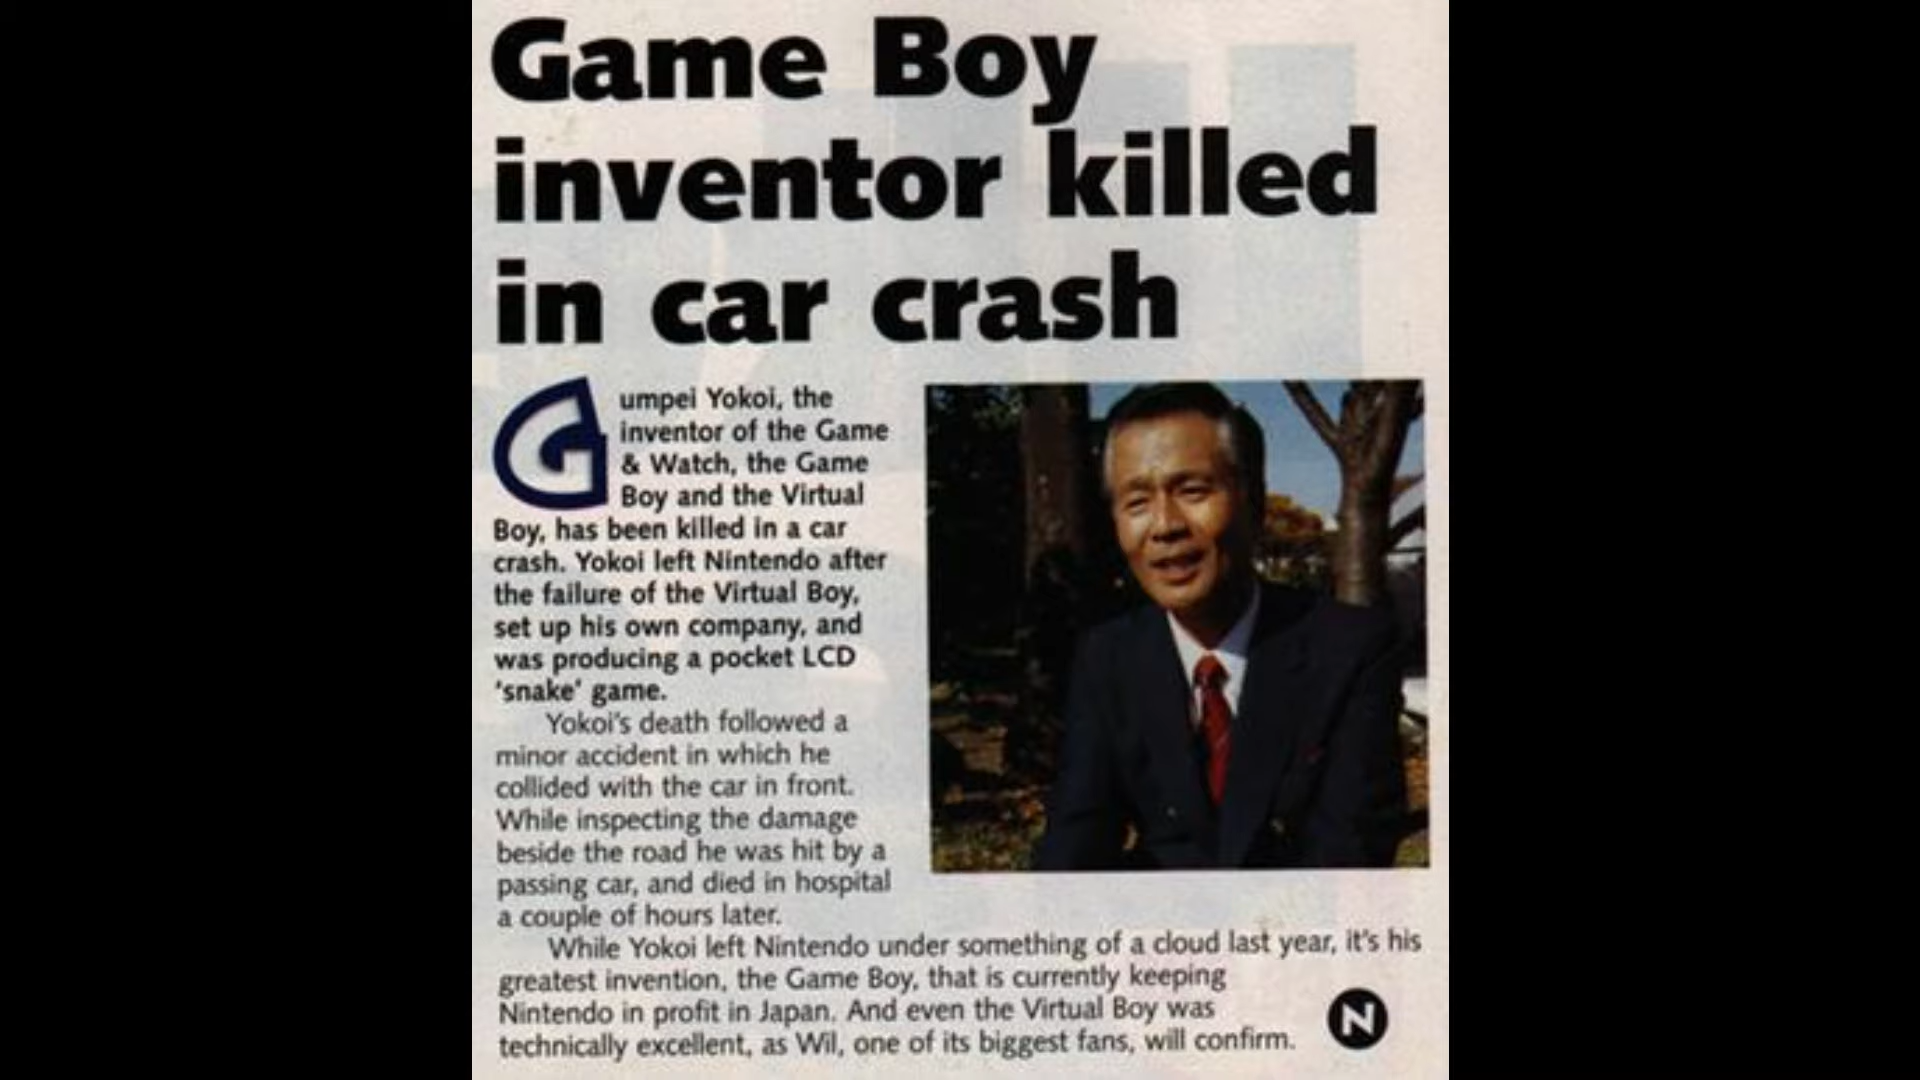 Game Boy
inventor killed
in car crash
Gumpei Yokoi, the
inventor of the Game
& Watch, the Game
Boy and the Virtual
Boy, has been killed in a car
crash. Yokoi left Nintendo after
the failure of the Virtual Boy,
set up his own company, and
was producing a pocket LCD
‘snake’ game.
Yokoi’s death followed a
minor accident in which he
collided with the car in front.
While inspecting the damage
beside the road he was hit by a
passing car, and died in hospital
a couple of hours later.
While Yokoi left Nintendo under something of a cloud last year, it’s his
greatest invention, the Game Boy, that is currently keeping
Nintendo in profit in Japan. And even the Virtual Boy was
technically excellent, as Wil, one of its biggest fans, will confirm.
N